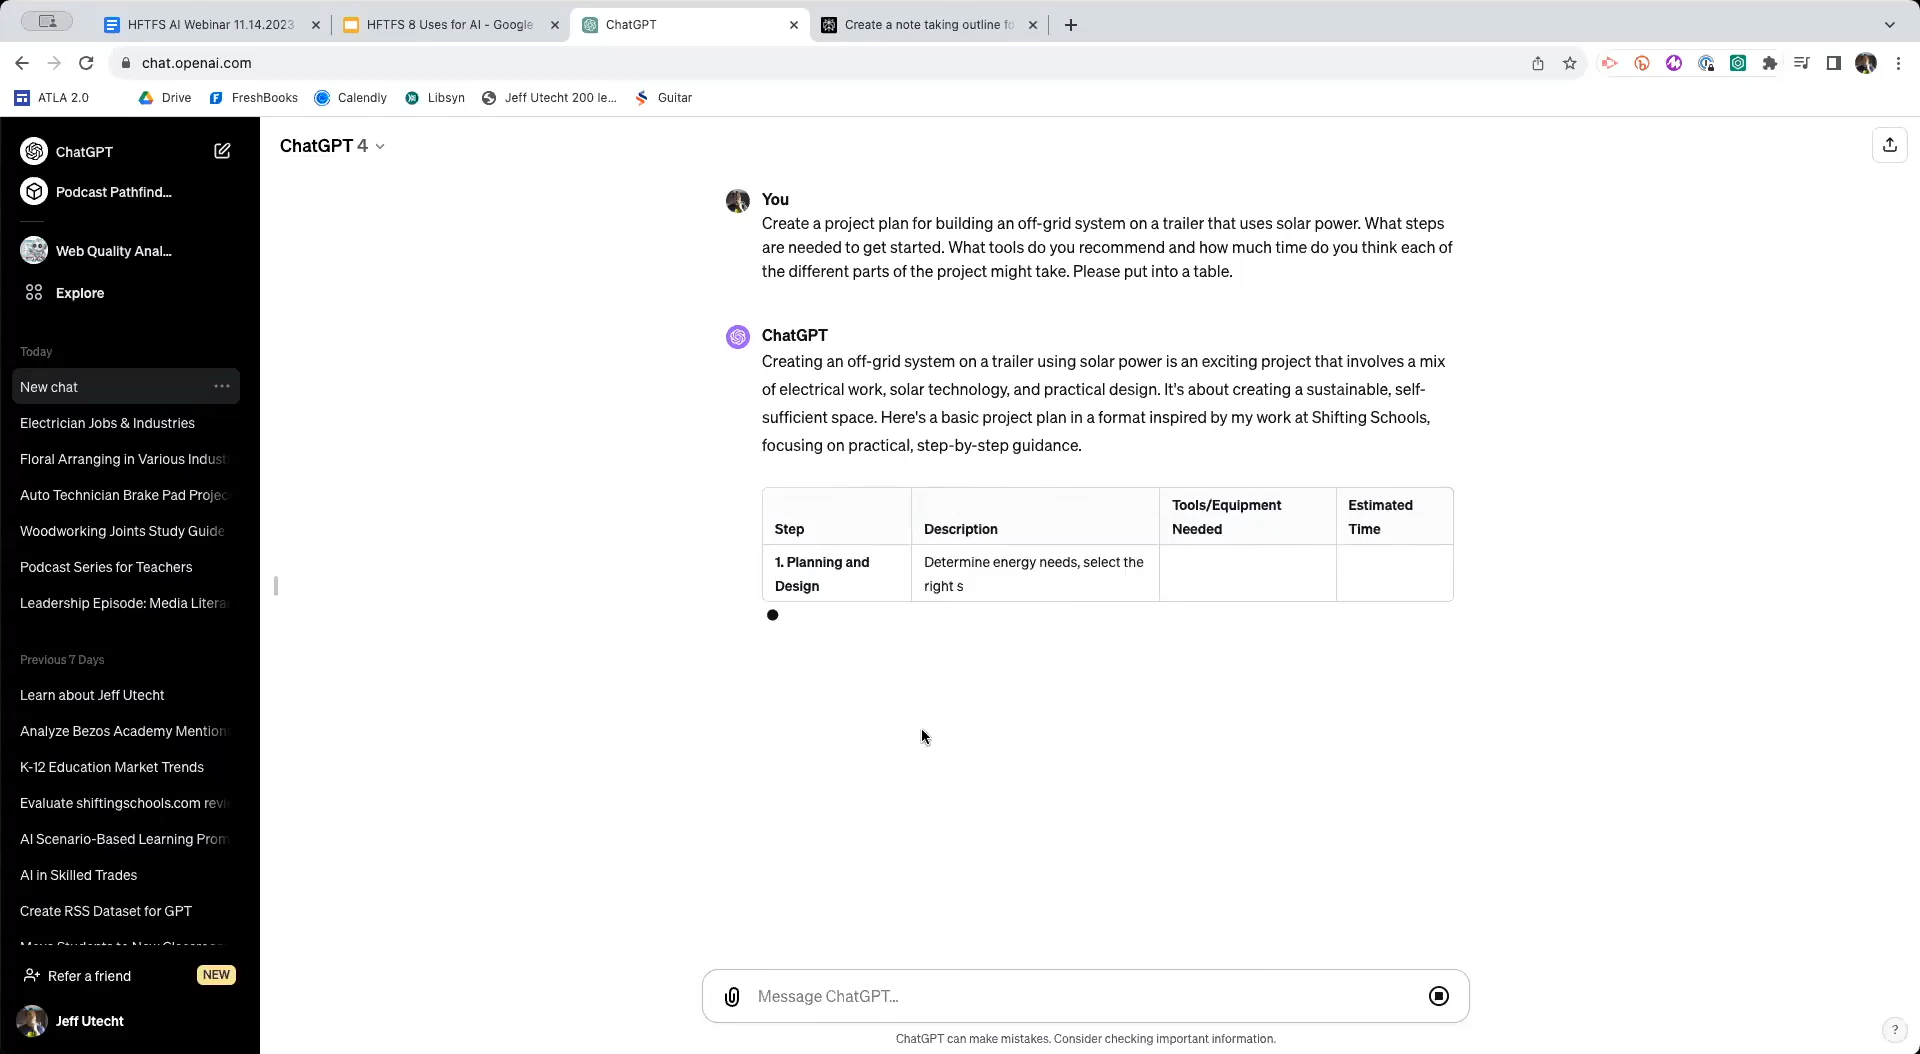 HFTFS AI Webinar 11.14.2023
HFTFS 8 Uses for AI - Google
ChatGPT
Create a note taking outline fo
chat.openai.com
ATLA 2.0
Drive
FreshBooks
Calendly
Libsyn
Jeff Utecht 200 le...
Guitar
ChatGPT
Podcast Pathfind...
Web Quality Anal...
Explore
Today
New chat
Electrician Jobs & Industries
Floral Arranging in Various Indust
Auto Technician Brake Pad Projec
Woodworking Joints Study Guide
Podcast Series for Teachers
Leadership Episode: Media Litera
Previous 7 Days
Learn about Jeff Utecht
Analyze Bezos Academy Mention
K-12 Education Market Trends
Evaluate shiftingschools.com revi
AI Scenario-Based Learning Prom
AI in Skilled Trades
Create RSS Dataset for GPT
Refer a friend
NEW
Jeff Utecht
ChatGPT 4
You
Create a project plan for building an off-grid system on a trailer that uses solar power. What steps
are needed to get started. What tools do you recommend and how much time do you think each of
the different parts of the project might take. Please put into a table.
ChatGPT
Creating an off-grid system on a trailer using solar power is an exciting project that involves a mix
of electrical work, solar technology, and practical design. It's about creating a sustainable, self-
sufficient space. Here's a basic project plan in a format inspired by my work at Shifting Schools,
focusing on practical, step-by-step guidance.
Step
Description
Tools/Equipment
Needed
Estimated
Time
1. Planning and
Design
Determine energy needs, select the
right s
Message ChatGPT...
ChatGPT can make mistakes. Consider checking important information.
?